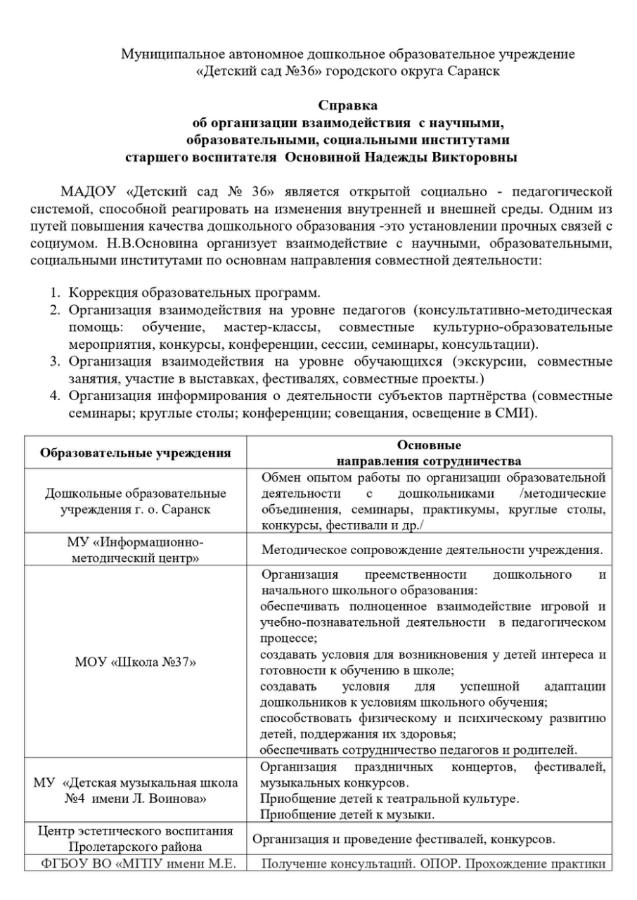 Муниципальное автономное дошкольное образовательное учреждение
«Детский сад №36» городского округа Саранск
Справка
об организации взаимодействия с научными,
образовательными, социальными институтами
старшего воспитателя Основиной Надежды Викторовны
МАДОУ «Детский сад № 36» является открытой социально - педагогической
системой, способной реагировать на изменения внутренней и внешней среды. Одним из
путей повышения качества дошкольного образования -это установлении прочных связей с
социумом. Н.В.Основина организует взаимодействие с научными, образовательными,
социальными институтами по основнам направления совместной деятельности:
1. Коррекция образовательных программ.
2. Организация взаимодействия на уровне педагогов (консультативно-методическая
помощь: обучение, мастер-классы, совместные культурно-образовательные
мероприятия, конкурсы, конференции, сессии, семинары, консультации).
3. Организация взаимодействия на уровне обучающихся (экскурсии, совместные
занятия, участие в выставках, фестивалях, совместные проекты.)
4. Организация информирования о деятельности субъектов партнёрства (совместные
семинары; круглые столы; конференции; совещания, освещение в СМИ).
Образовательные учреждения
Основные
направления сотрудничества
Дошкольные образовательные
учреждения г. о. Саранск
Обмен опытом работы по организации образовательной
деятельности с дошкольниками /методические
объединения, семинары, практикумы, круглые столы,
конкурсы, фестивали и др./
МУ «Информационно-
методический центр»
Методическое сопровождение деятельности учреждения.
МОУ «Школа №37»
Организация преемственности дошкольного и
начального школьного образования:
обеспечивать полноценное взаимодействие игровой и
учебно-познавательной деятельности в педагогическом
процессе;
создавать условия для возникновения у детей интереса и
готовности к обучению в школе;
создавать условия для успешной адаптации
дошкольников к условиям школьного обучения;
способствовать физическому и психическому развитию
детей, поддержания их здоровья;
обеспечивать сотрудничество педагогов и родителей.
МУ «Детская музыкальная школа
№4 имени Л. Воинова»
Организация праздничных концертов, фестивалей,
музыкальных конкурсов.
Приобщение детей к театральной культуре.
Приобщение детей к музыки.
Центр эстетического воспитания
Пролетарского района
Организация и проведение фестивалей, конкурсов.
ФГБОУ ВО «МГПУ имени М.Е.
Получение консультаций. ОПОР. Прохождение практики